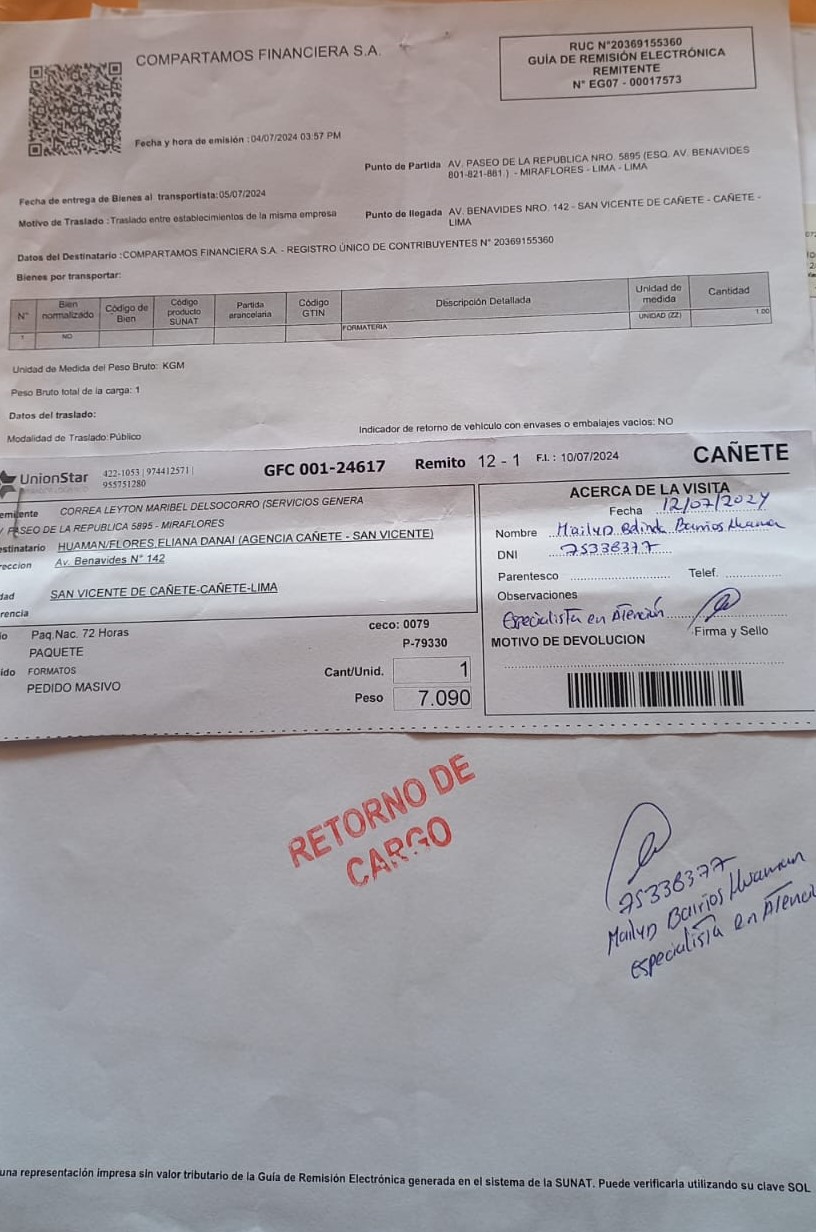 COMPARTAMOS FINANCIERA S.A.
RUC N°20369155360
GUÍA DE REMISIÓN ELECTRÓNICA
REMITENTE
N° EG07 - 00017573
Fecha y hora de emisión : 04/07/2024 03:57 PM
Punto de Partida AV. PASEO DE LA REPUBLICA NRO. 5895 (ESQ. AV. BENAVIDES
801-821-881 ) - MIRAFLORES - LIMA - LIMA
Fecha de entrega de Bienes al transportista:05/07/2024
Motivo de Traslado :Traslado entre establecimientos de la misma empresa
Punto de llegada AV. BENAVIDES NRO. 142 - SAN VICENTE DE CAÑETE - CAÑETE -
LIMA
Datos del Destinatario :COMPARTAMOS FINANCIERA S.A. - REGISTRO ÚNICO DE CONTRIBUYENTES N° 20369155360
Bienes por transportar:
N° Bien normalizado Código de Bien Código producto SUNAT Partida arancelaria Código GTIN Descripción Detallada Unidad de medida Cantidad
1 NO FORMATERIA UNIDAD (ZZ) 1.00
Unidad de Medida del Peso Bruto: KGM
Peso Bruto total de la carga: 1
Datos del traslado:
Modalidad de Traslado:Público
Indicador de retorno de vehículo con envases o embalajes vacíos: NO
UnionStar
422-1053 | 974412571 |
955751280
GFC 001-24617 Remito 12 - 1 F.I. : 10/07/2024 CAÑETE
emitente CORREA LEYTON MARIBEL DELSOCORRO (SERVICIOS GENERA
/ PASEO DE LA REPUBLICA 5895 - MIRAFLORES
estinatario HUAMAN/FLORES,ELIANA DANAI (AGENCIA CAÑETE - SAN VICENTE)
reccion Av. Benavides N° 142
dad SAN VICENTE DE CAÑETE-CAÑETE-LIMA
rencia
io Paq.Nac. 72 Horas
PAQUETE
ido FORMATOS
PEDIDO MASIVO
ceco: 0079
P-79330
Cant/Unid. 1
Peso 7.090
ACERCA DE LA VISITA
Fecha 12/07/2024
Nombre Mailyn Belinda Barrios Huaman
DNI 75338377
Parentesco Telef.
Observaciones
Especialista en Atención
Firma y Sello
MOTIVO DE DEVOLUCION
RETORNO DE
CARGO
75338377
Mailyn Barrios Huaman
especialista en Atenci
una representación impresa sin valor tributario de la Guía de Remisión Electrónica generada en el sistema de la SUNAT. Puede verificarla utilizando su clave SOL